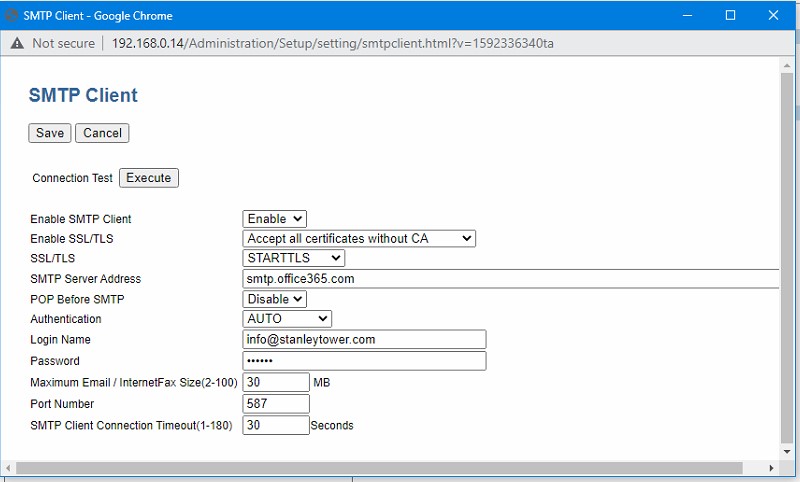 SMTP Client - Google Chrome
Not secure 192.168.0.14/Administration/Setup/setting/smtpclient.html?v=1592336340ta
SMTP Client
Save Cancel
Connection Test Execute
Enable SMTP Client Enable
Enable SSL/TLS Accept all certificates without CA
SSL/TLS STARTTLS
SMTP Server Address smtp.office365.com
POP Before SMTP Disable
Authentication AUTO
Login Name info@stanleytower.com
Password ••••••
Maximum Email / InternetFax Size(2-100) 30 MB
Port Number 587
SMTP Client Connection Timeout(1-180) 30 Seconds